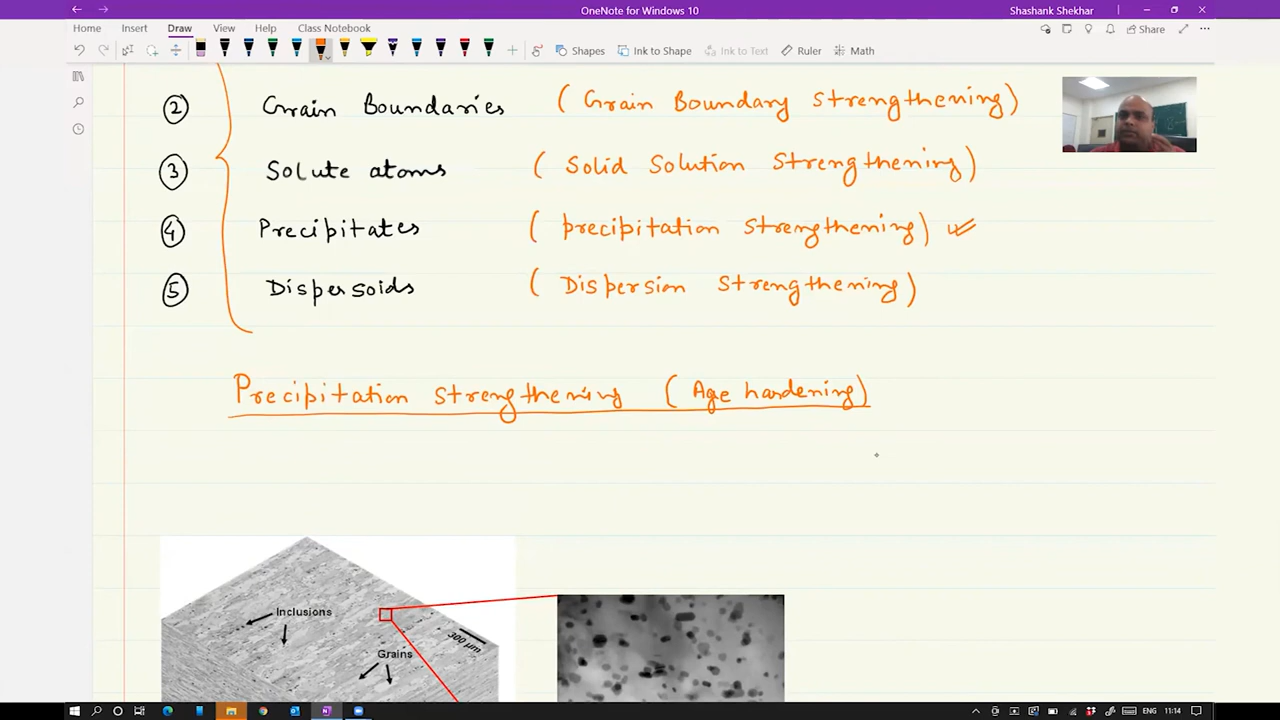 OneNote for Windows 10
Shashank Shekhar
Home Insert Draw View Help Class Notebook
Share
Shapes Ink to Shape Ink to Text Ruler Math
② Grain Boundaries ( Grain Boundary Strengthening )
③ Solute atoms ( Solid Solution Strengthening )
④ Precipitates ( precipitation strengthening )
⑤ Dispersoids ( Dispersion Strengthening )
Precipitation strengthening ( Age hardening )
Inclusions
300 μm
Grains
ENG 11:14